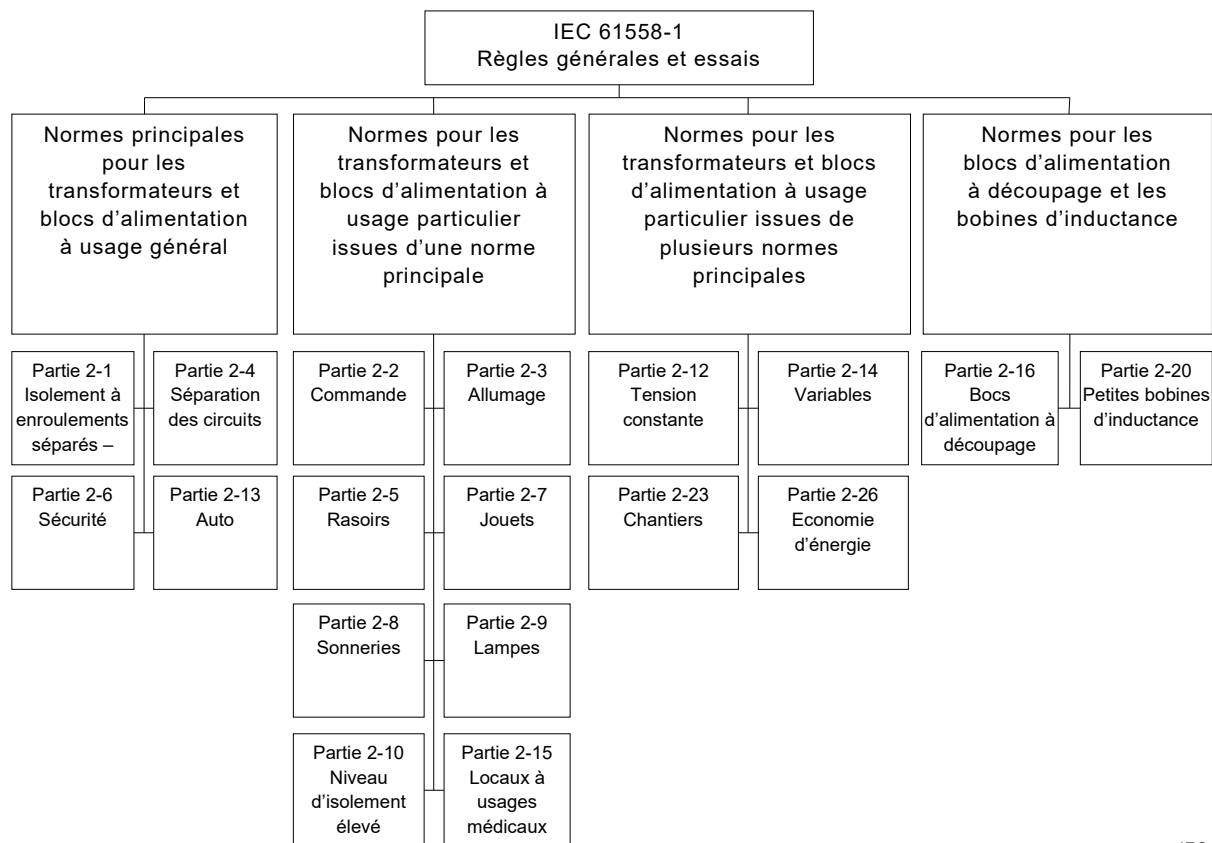 IEC 61558-1
Règles générales et essais
Normes principales
pour les
transformateurs et
blocs d'alimentation
à usage général
Normes pour les
transformateurs et
blocs d'alimentation à
usage particulier
issues d'une norme
principale
Normes pour les
transformateurs et blocs
d'alimentation à usage
particulier issues de
plusieurs normes
principales
Normes pour les
blocs d'alimentation
à découpage et les
bobines d'inductance
Partie 2-1
Isolement à
enroulements
séparés –
Partie 2-4
Séparation
des circuits
Partie 2-2
Commande
Partie 2-3
Allumage
Partie 2-12
Tension
constante
Partie 2-14
Variables
Partie 2-16
Bocs
d'alimentation à
découpage
Partie 2-20
Petites bobines
d'inductance
Partie 2-6
Sécurité
Partie 2-13
Auto
Partie 2-5
Rasoirs
Partie 2-7
Jouets
Partie 2-23
Chantiers
Partie 2-26
Economie
d'énergie
Partie 2-8
Sonneries
Partie 2-9
Lampes
Partie 2-10
Niveau
d'isolement
élevé
Partie 2-15
Locaux à
usages
médicaux